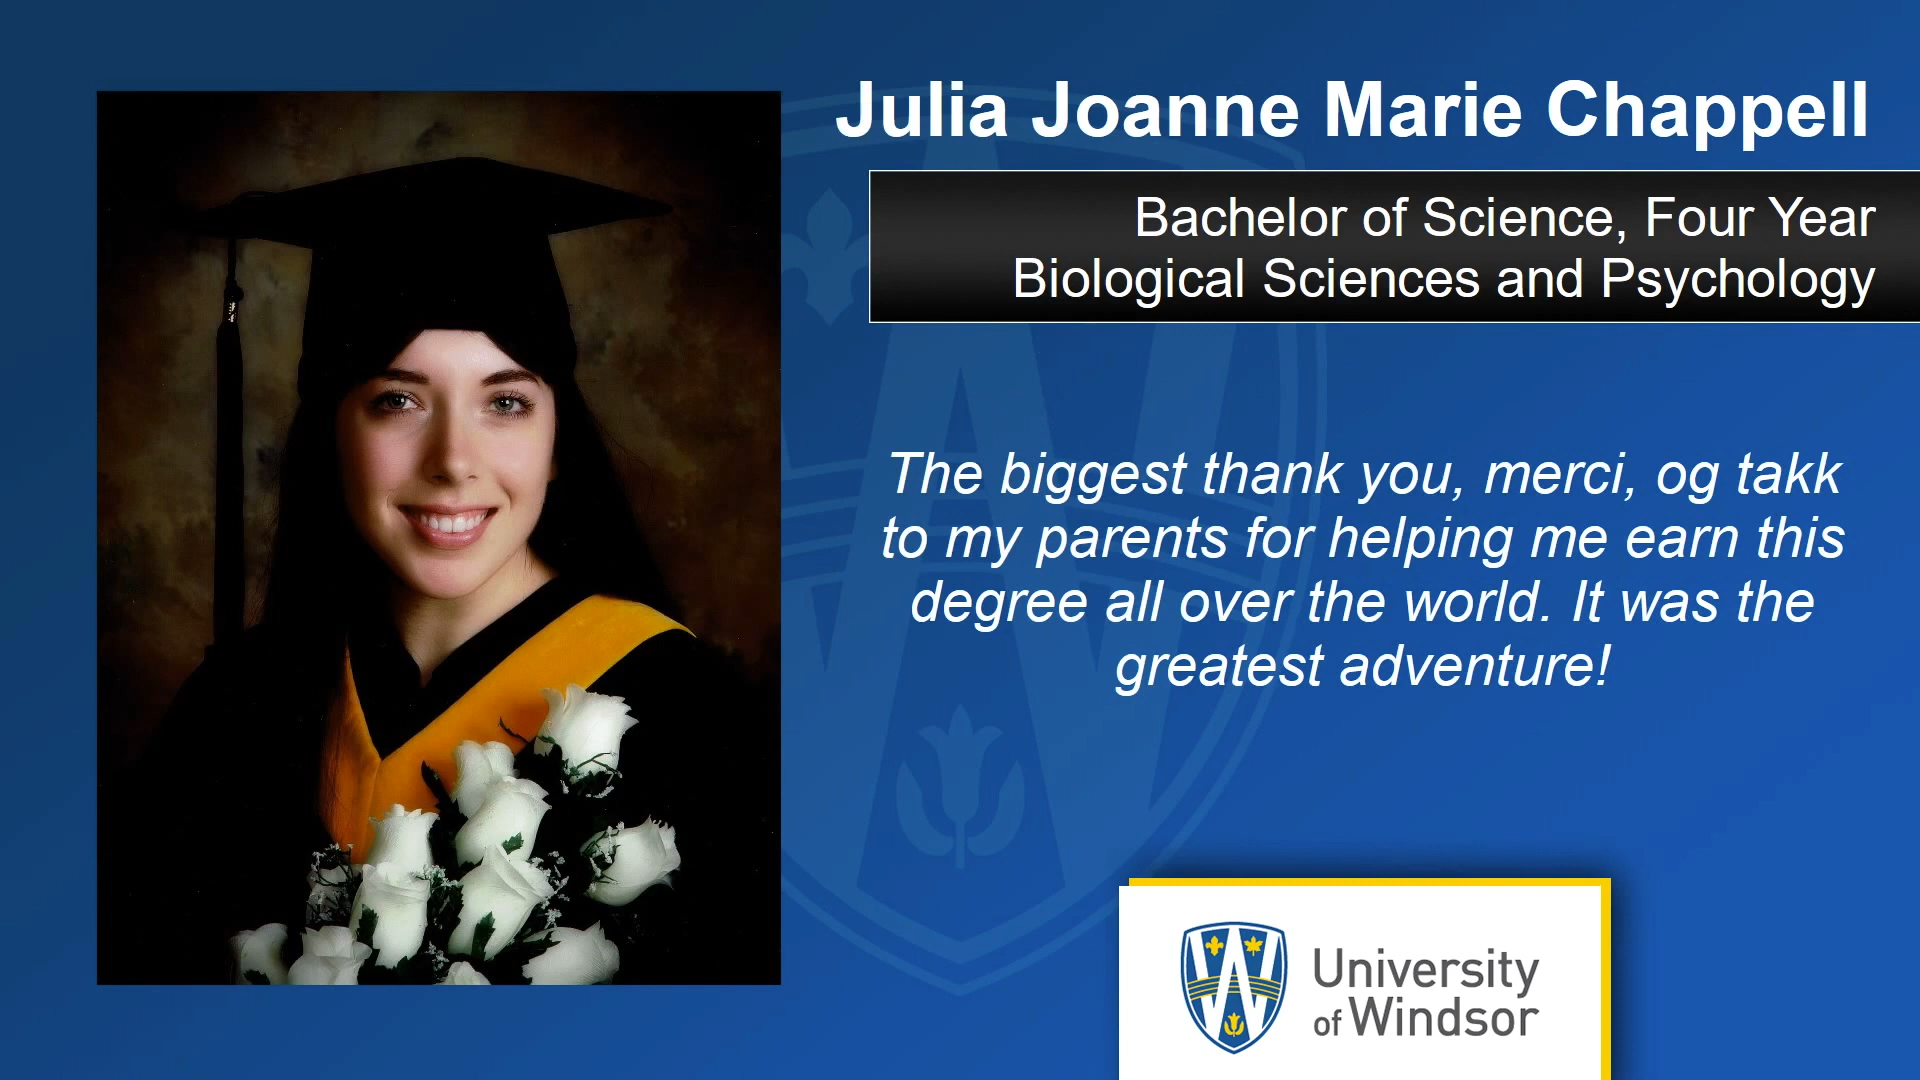 Julia Joanne Marie Chappell
Bachelor of Science, Four Year
Biological Sciences and Psychology
The biggest thank you, merci, og takk
to my parents for helping me earn this
degree all over the world. It was the
greatest adventure!
University
of Windsor